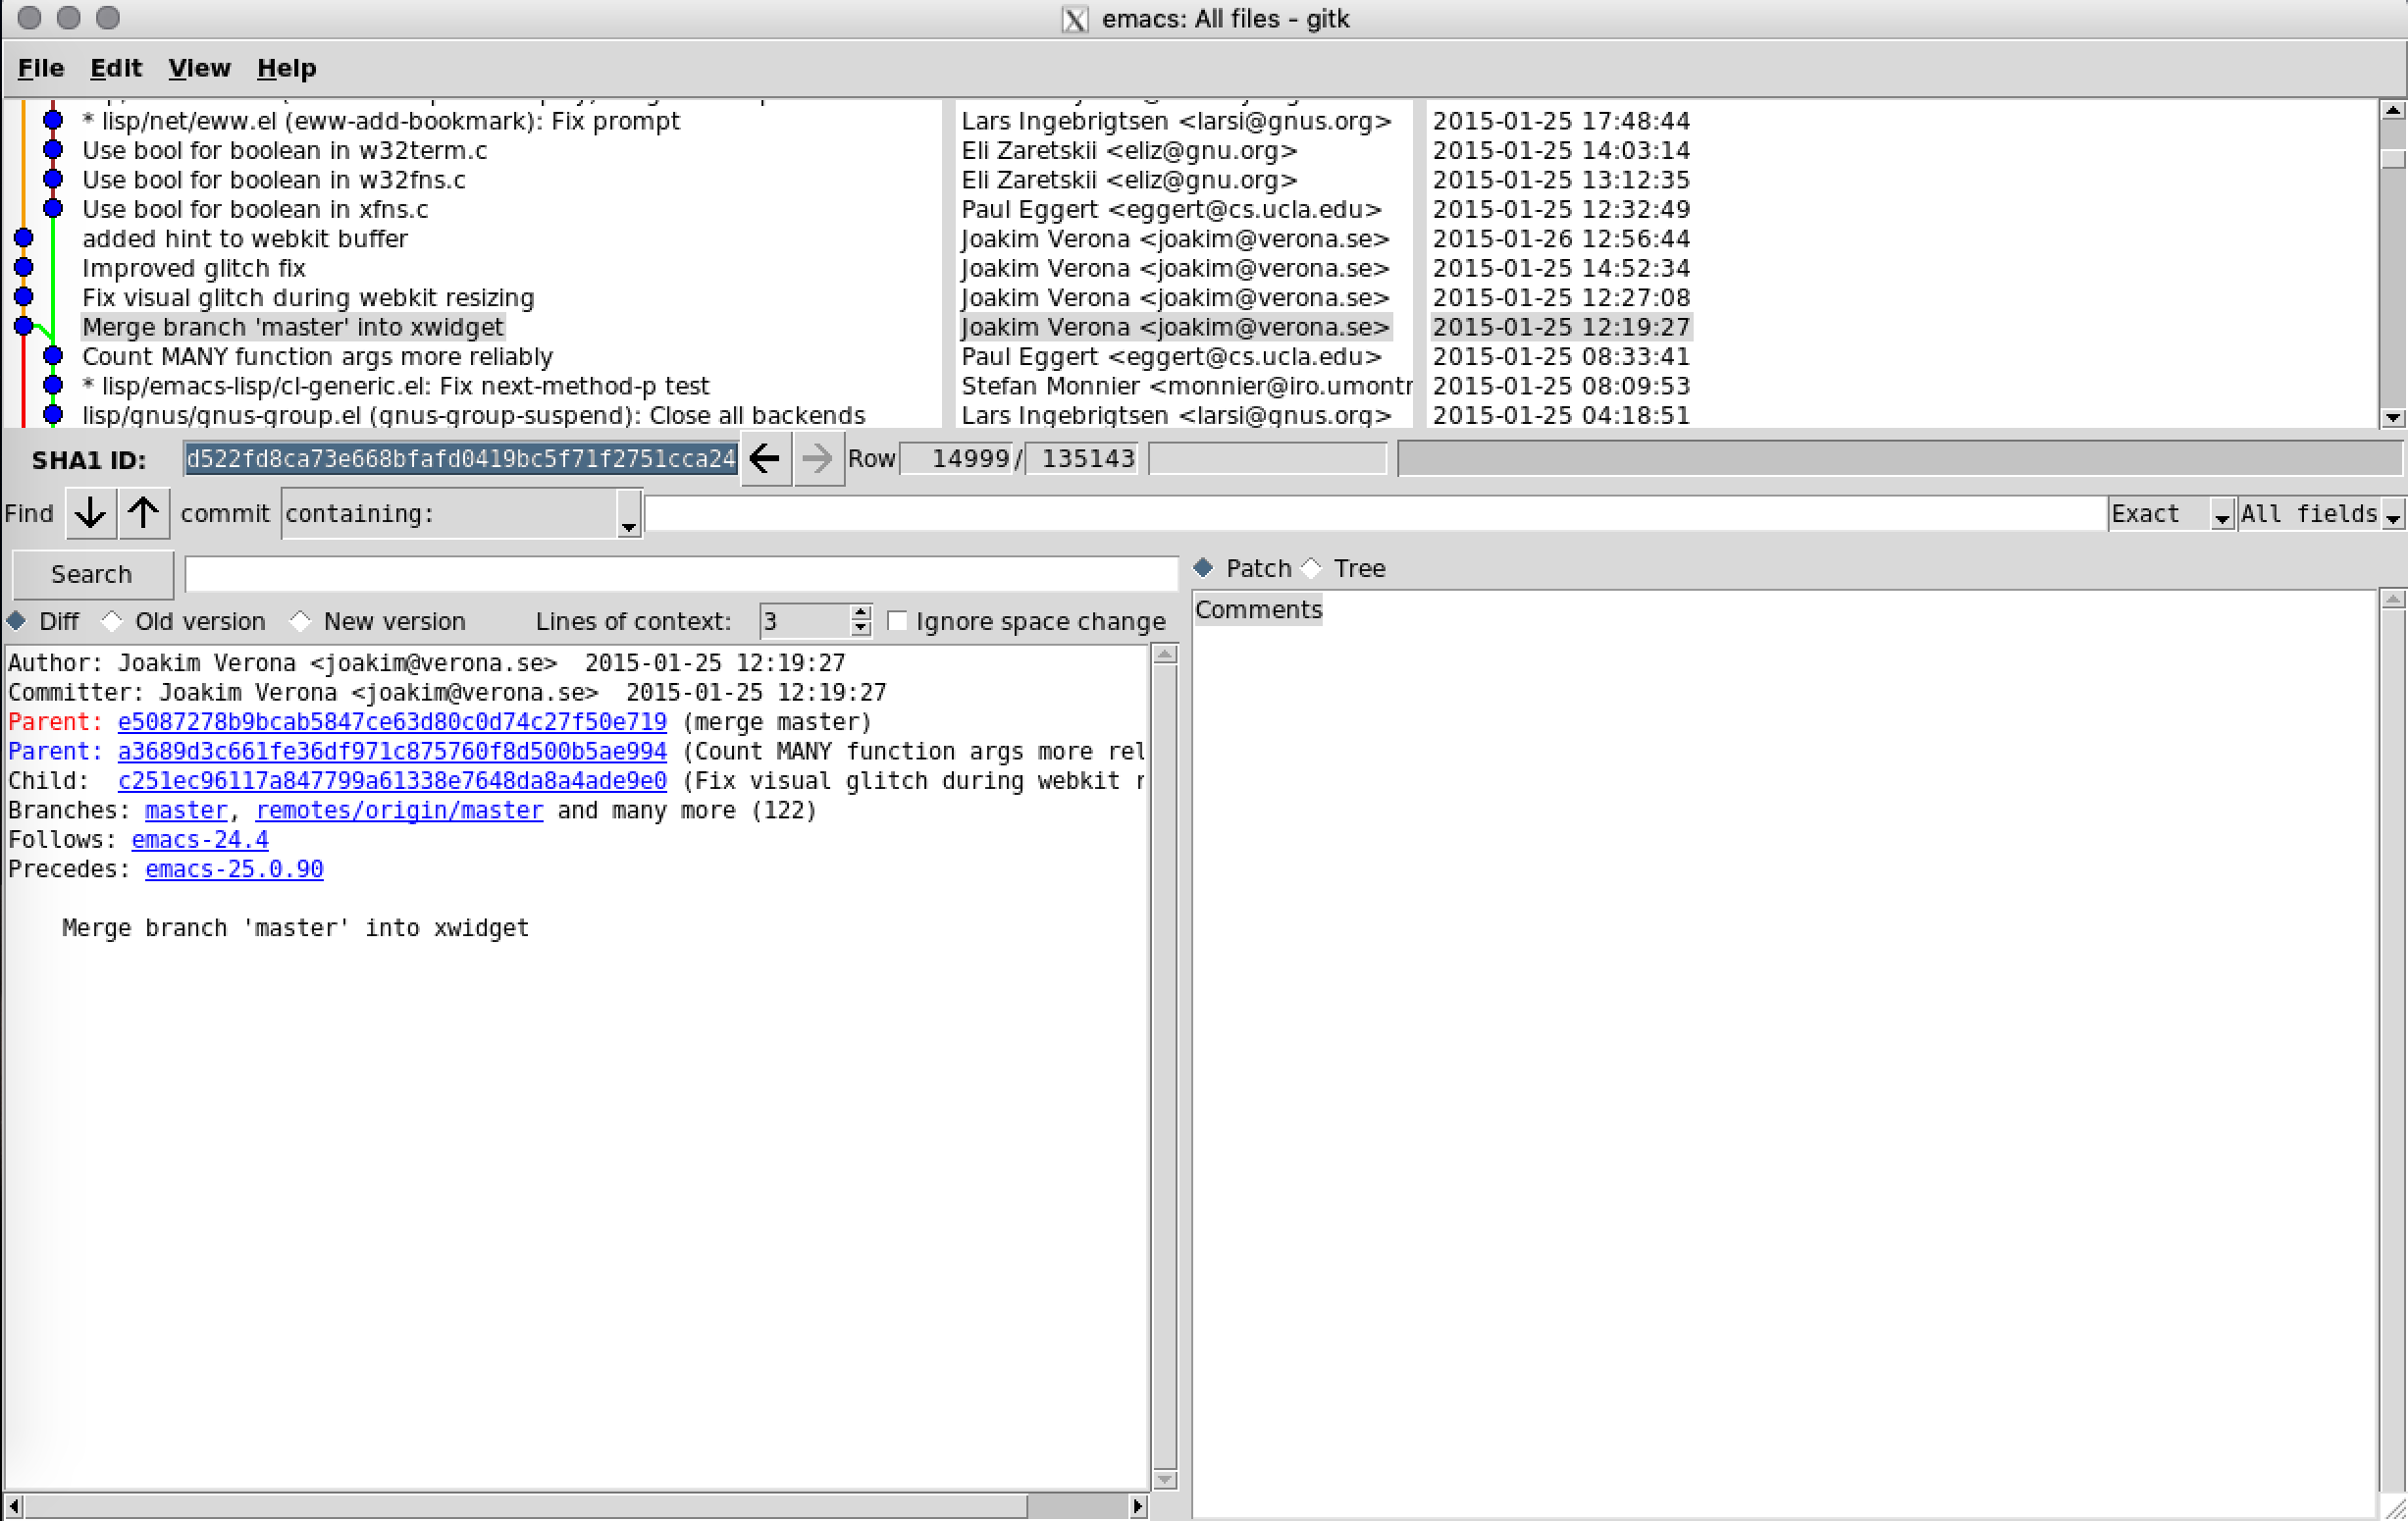 emacs: All files - gitk
File Edit View Help
* lisp/net/eww.el (eww-add-bookmark): Fix prompt Lars Ingebrigtsen <larsi@gnus.org> 2015-01-25 17:48:44
Use bool for boolean in w32term.c Eli Zaretskii <eliz@gnu.org> 2015-01-25 14:03:14
Use bool for boolean in w32fns.c Eli Zaretskii <eliz@gnu.org> 2015-01-25 13:12:35
Use bool for boolean in xfns.c Paul Eggert <eggert@cs.ucla.edu> 2015-01-25 12:32:49
added hint to webkit buffer Joakim Verona <joakim@verona.se> 2015-01-26 12:56:44
Improved glitch fix Joakim Verona <joakim@verona.se> 2015-01-25 14:52:34
Fix visual glitch during webkit resizing Joakim Verona <joakim@verona.se> 2015-01-25 12:27:08
Merge branch 'master' into xwidget Joakim Verona <joakim@verona.se> 2015-01-25 12:19:27
Count MANY function args more reliably Paul Eggert <eggert@cs.ucla.edu> 2015-01-25 08:33:41
* lisp/emacs-lisp/cl-generic.el: Fix next-method-p test Stefan Monnier <monnier@iro.umontr 2015-01-25 08:09:53
lisp/gnus/gnus-group.el (gnus-group-suspend): Close all backends Lars Ingebrigtsen <larsi@gnus.org> 2015-01-25 04:18:51
SHA1 ID: d522fd8ca73e668bfafd0419bc5f71f2751cca24 Row 14999 / 135143
Find commit containing: Exact All fields
Search
Diff Old version New version Lines of context: 3 Ignore space change
Author: Joakim Verona <joakim@verona.se> 2015-01-25 12:19:27
Committer: Joakim Verona <joakim@verona.se> 2015-01-25 12:19:27
Parent: e5087278b9bcab5847ce63d80c0d74c27f50e719 (merge master)
Parent: a3689d3c661fe36df971c875760f8d500b5ae994 (Count MANY function args more rel
Child: c251ec96117a847799a61338e7648da8a4ade9e0 (Fix visual glitch during webkit r
Branches: master, remotes/origin/master and many more (122)
Follows: emacs-24.4
Precedes: emacs-25.0.90
Merge branch 'master' into xwidget
Patch Tree
Comments